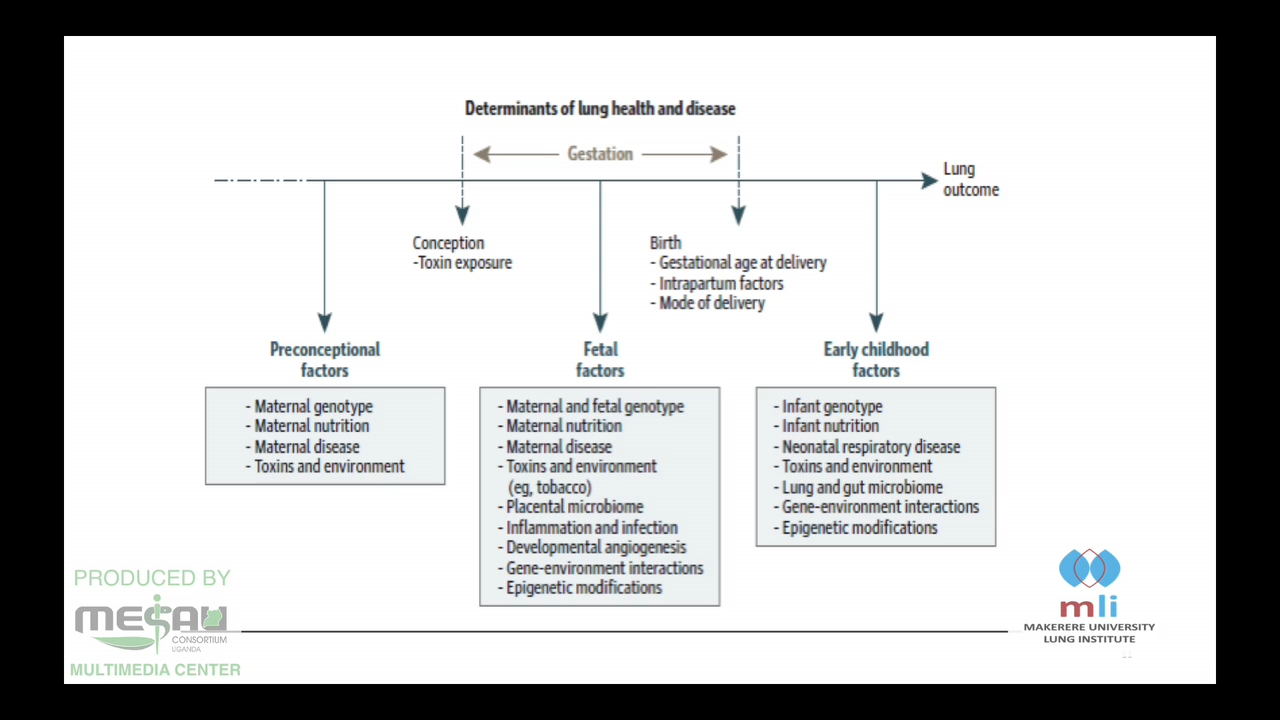 Determinants of lung health and disease
Gestation
Lung
outcome
Conception
-Toxin exposure
Birth
- Gestational age at delivery
- Intrapartum factors
- Mode of delivery
Preconceptional
factors
- Maternal genotype
- Maternal nutrition
- Maternal disease
- Toxins and environment
Fetal
factors
- Maternal and fetal genotype
- Maternal nutrition
- Maternal disease
- Toxins and environment
(eg, tobacco)
- Placental microbiome
- Inflammation and infection
- Developmental angiogenesis
- Gene-environment interactions
- Epigenetic modifications
Early childhood
factors
- Infant genotype
- Infant nutrition
- Neonatal respiratory disease
- Toxins and environment
- Lung and gut microbiome
- Gene-environment interactions
- Epigenetic modifications
PRODUCED BY
MESAU
CONSORTIUM
UGANDA
MULTIMEDIA CENTER
mli
MAKERERE UNIVERSITY
LUNG INSTITUTE